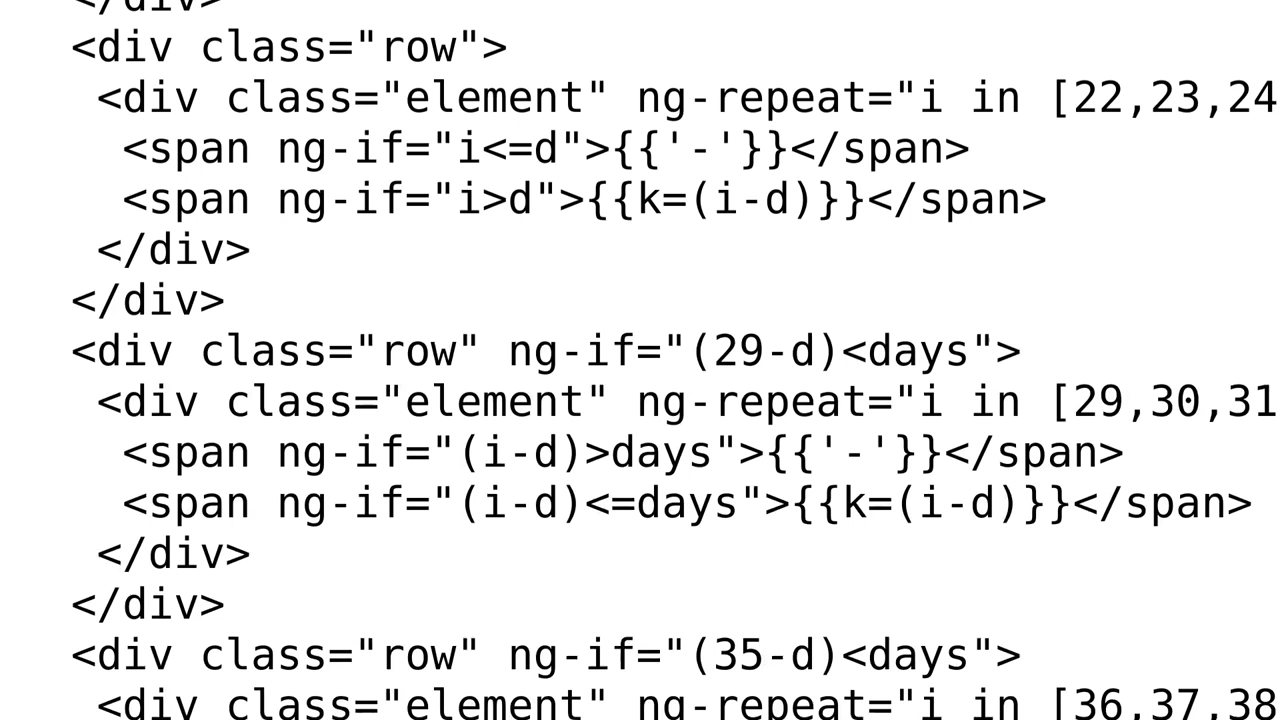 </div>
<div class="row">
<div class="element" ng-repeat="i in [22,23,24
<span ng-if="i<=d">{{'-'}}</span>
<span ng-if="i>d">{{k=(i-d)}}</span>
</div>
</div>
<div class="row" ng-if="(29-d)<days">
<div class="element" ng-repeat="i in [29,30,31
<span ng-if="(i-d)>days">{{'-'}}</span>
<span ng-if="(i-d)<=days">{{k=(i-d)}}</span>
</div>
</div>
<div class="row" ng-if="(35-d)<days">
<div class="element" ng-repeat="i in [36,37,38